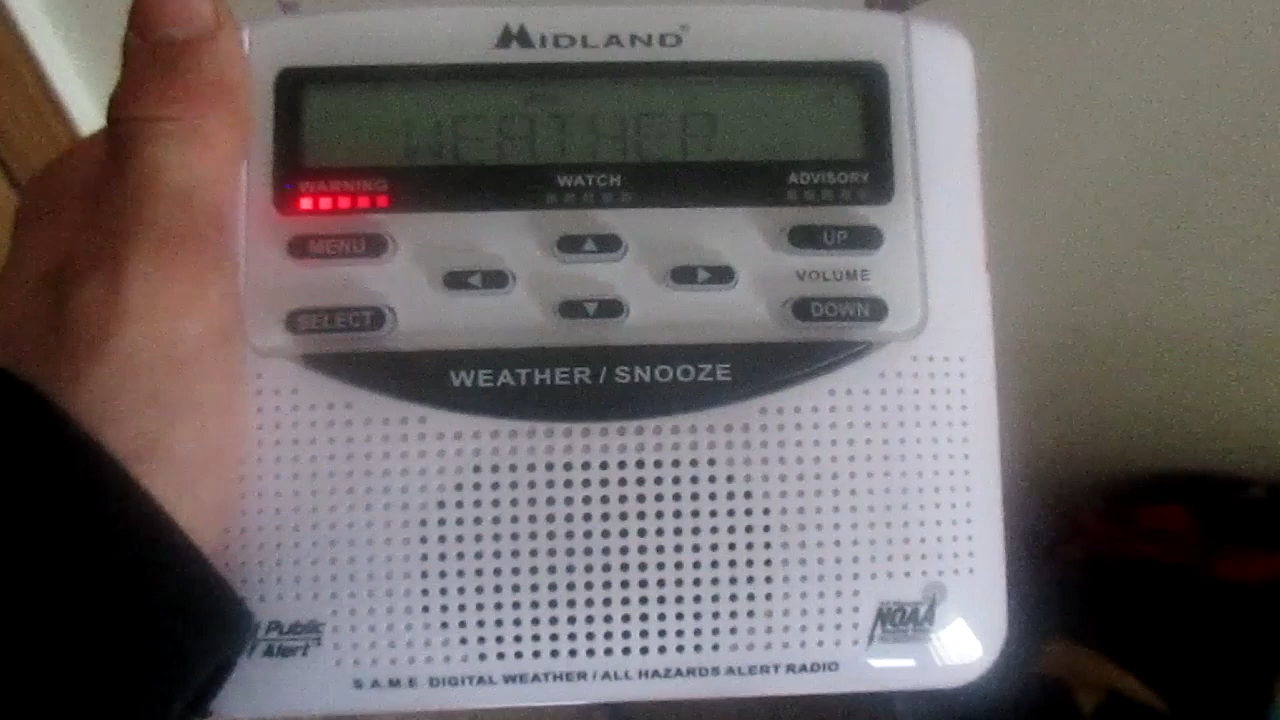 MIDLAND
WEATHER
WARNING
WATCH
ADVISORY
MENU
UP
VOLUME
SELECT
DOWN
WEATHER / SNOOZE
Public
Alert
NOAA
S.A.M.E. DIGITAL WEATHER / ALL HAZARDS ALERT RADIO